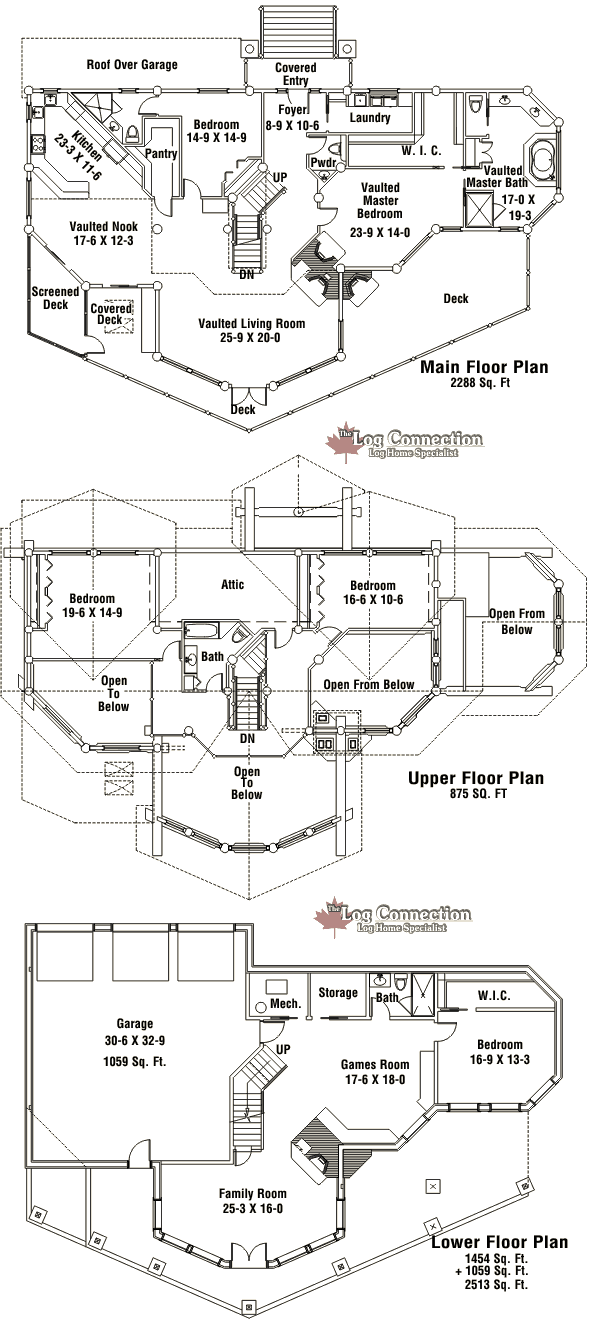 Roof Over Garage
Covered
Entry
Foyer
8-9 X 10-6
Laundry
Bedroom
14-9 X 14-9
Kitchen
23-3 X 11-6
Pantry
Pwdr.
W. I. C.
UP
Vaulted
Master Bath
17-0 X
19-3
Vaulted
Master
Bedroom
23-9 X 14-0
Vaulted Nook
17-6 X 12-3
DN
Screened
Deck
Covered
Deck
Vaulted Living Room
25-9 X 20-0
Deck
Main Floor Plan
2288 Sq. Ft
Deck
The Log Connection
Log Home Specialist
Bedroom
19-6 X 14-9
Attic
Bedroom
16-6 X 10-6
Open From
Below
Bath
Open
To
Below
Open From Below
DN
Open
To
Below
Upper Floor Plan
875 SQ. FT
The Log Connection
Log Home Specialist
Mech.
Storage
Bath
W.I.C.
Garage
30-6 X 32-9
1059 Sq. Ft.
UP
Games Room
17-6 X 18-0
Bedroom
16-9 X 13-3
Family Room
25-3 X 16-0
Lower Floor Plan
1454 Sq. Ft.
+ 1059 Sq. Ft.
2513 Sq. Ft.